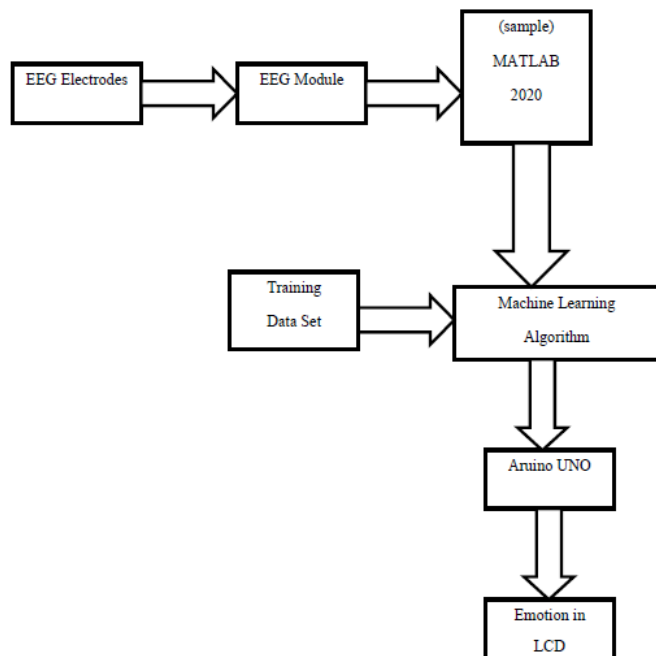 (sample)
MATLAB
2020
EEG Electrodes
EEG Module
Training
Data Set
Machine Learning
Algorithm
Aruino UNO
Emotion in
LCD